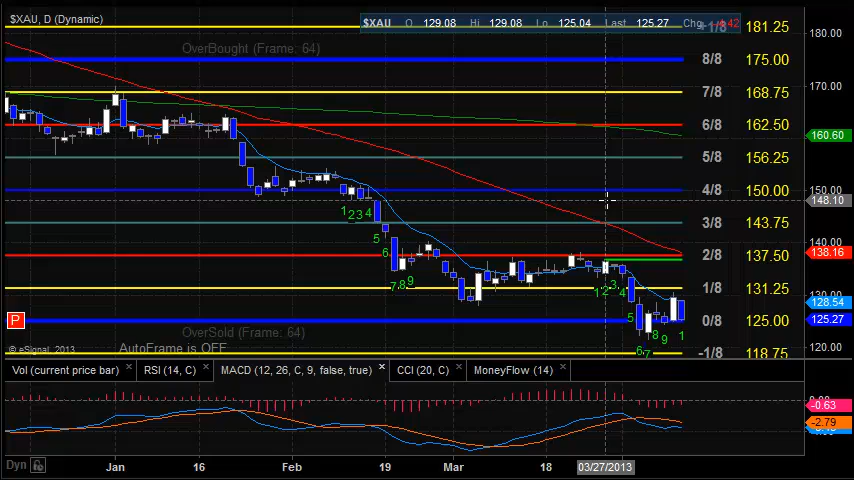 $XAU, D (Dynamic)
$XAU O 129.08 Hi 129.08 Lo 125.04 Last 125.27 Chg
+1/8 181.25
180.00
OverBought (Frame: 64)
8/8 175.00
170.00
7/8 168.75
6/8 162.50
160.60
5/8 156.25
4/8 150.00
150.00
148.10
1234
3/8 143.75
5
140.00
6
2/8 137.50
138.16
789
123
4
1/8 131.25
130.00
128.54
P
5
0/8 125.00
125.27
OverSold (Frame: 64)
8 9 1
67
120.00
© eSignal, 2013
AutoFrame is OFF
-1/8 118.75
Vol (current price bar) × RSI (14, C) × MACD (12, 26, C, 9, false, true) × CCI (20, C) × MoneyFlow (14) ×
-0.63
-2.79
Dyn
Jan 16 Feb 19 Mar 18 03/27/2013